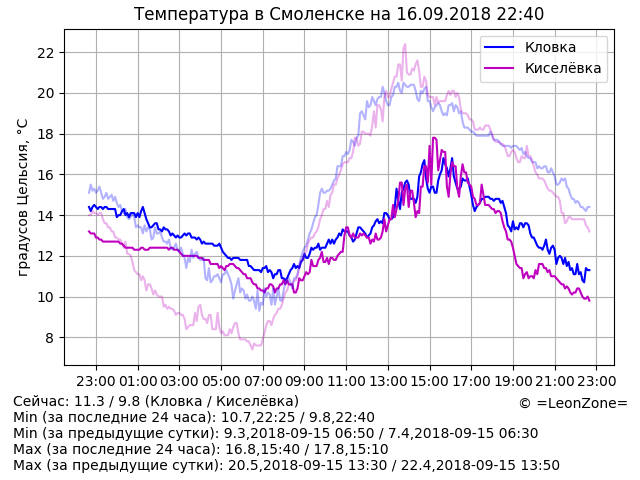 Температура в Смоленске на 16.09.2018 22:40
Кловка
Киселёвка
градусов Цельсия, °C
22
20
18
16
14
12
10
8
23:00 01:00 03:00 05:00 07:00 09:00 11:00 13:00 15:00 17:00 19:00 21:00 23:00
Сейчас: 11.3 / 9.8 (Кловка / Киселёвка)
© =LeonZone=
Min (за последние 24 часа): 10.7,22:25 / 9.8,22:40
Min (за предыдущие сутки): 9.3,2018-09-15 06:50 / 7.4,2018-09-15 06:30
Max (за последние 24 часа): 16.8,15:40 / 17.8,15:10
Max (за предыдущие сутки): 20.5,2018-09-15 13:30 / 22.4,2018-09-15 13:50